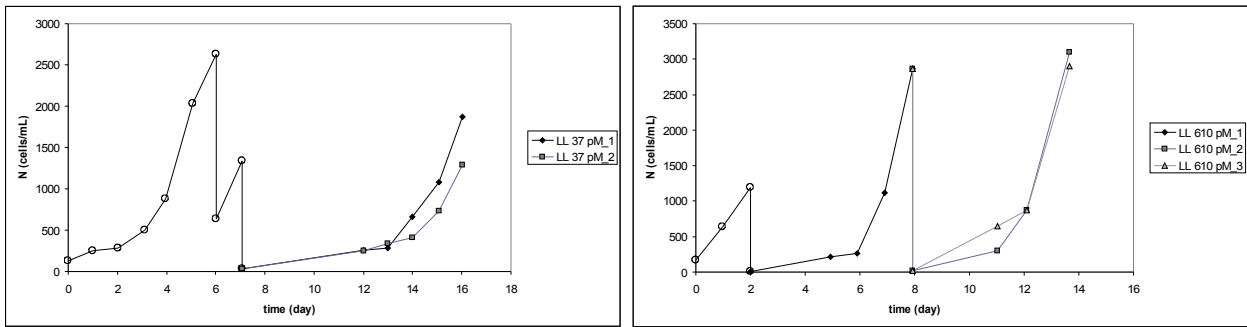 3000
2500
2000
1500
1000
500
0
N (cells/mL)
0 2 4 6 8 10 12 14 16 18
time (day)
LL 37 pM_1
LL 37 pM_2
3500
3000
2500
2000
1500
1000
500
0
N (cells/mL)
0 2 4 6 8 10 12 14 16
time (day)
LL 610 pM_1
LL 610 pM_2
LL 610 pM_3